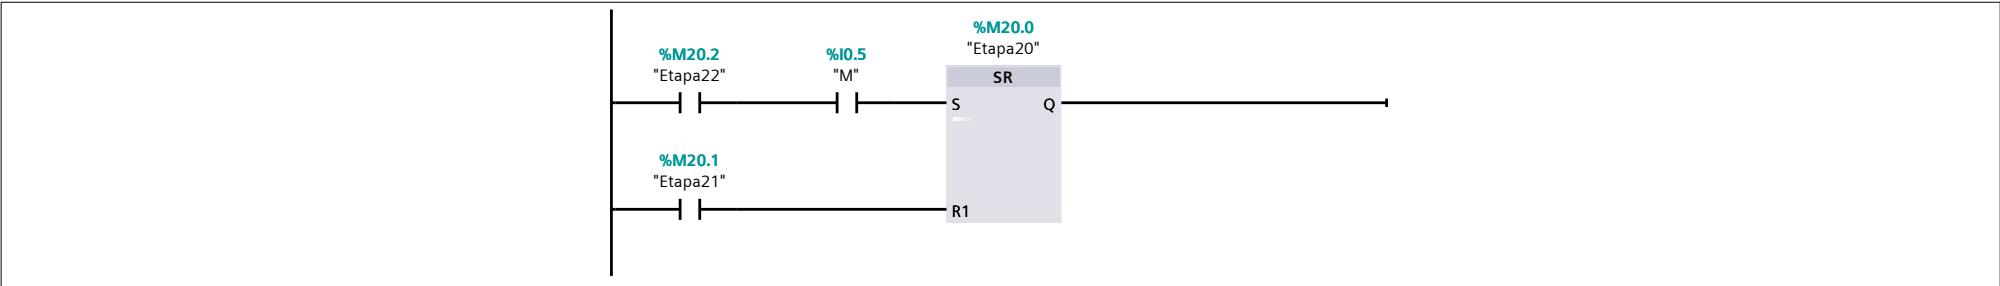 %M20.0
"Etapa20"
%M20.2
"Etapa22"
%I0.5
"M"
SR
S
Q
%M20.1
"Etapa21"
R1